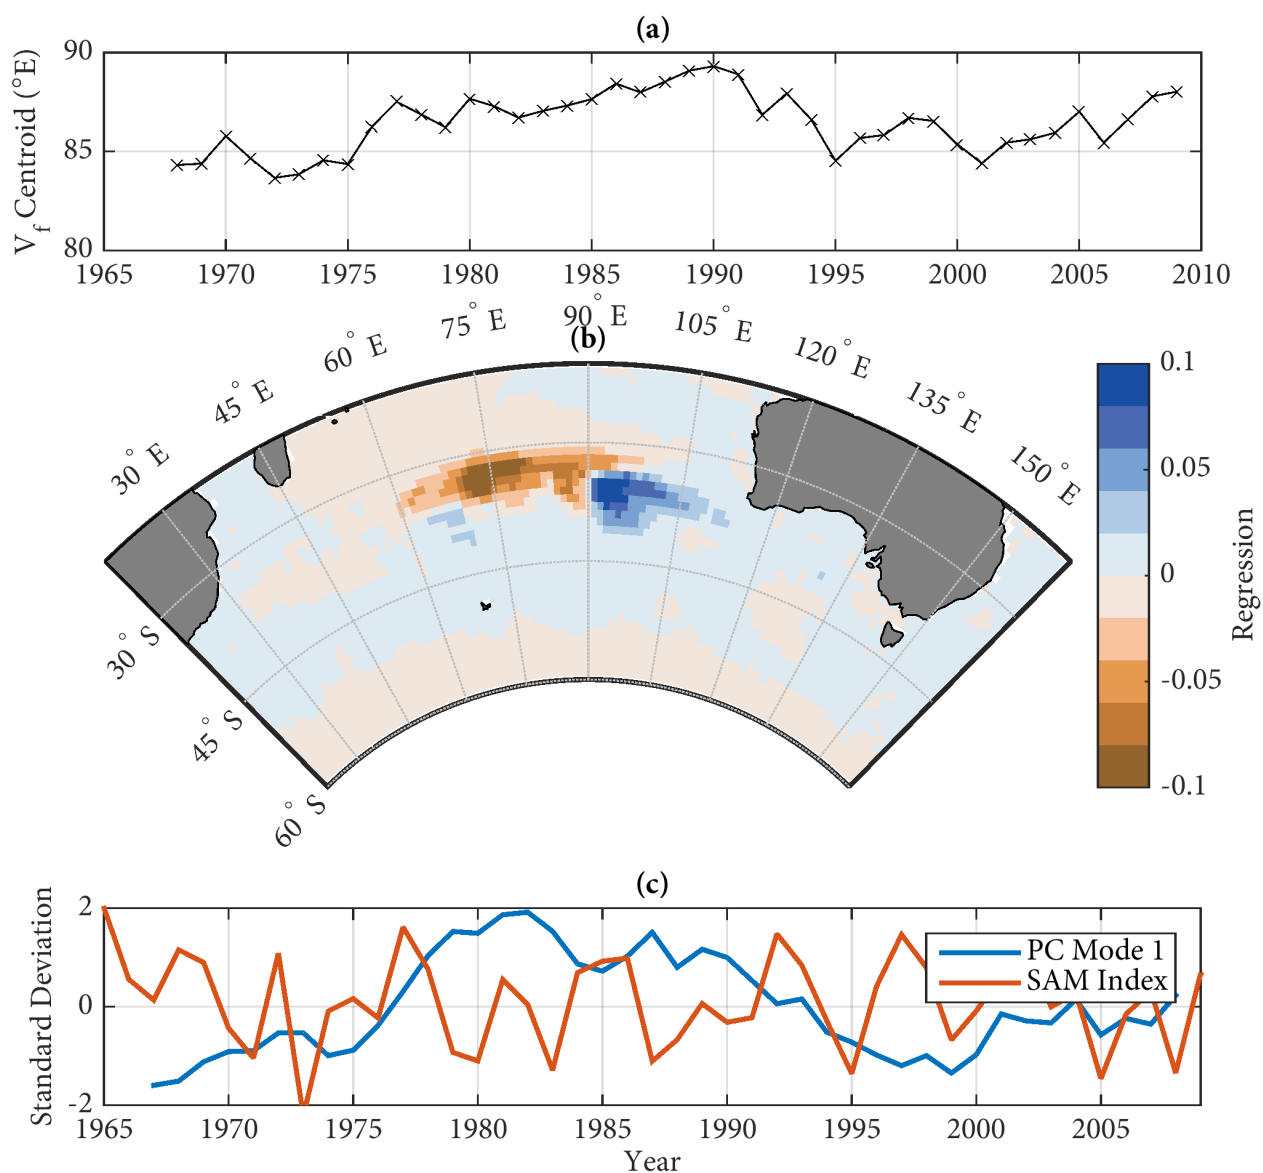 (a)
V_f Centroid (°E)
90
85
80
1965 1970 1975 1980 1985 1990 1995 2000 2005 2010
(b)
30° E 45° E 60° E 75° E 90° E 105° E 120° E 135° E 150° E
30° S
45° S
60° S
0.1
0.05
0
-0.05
-0.1
Regression
(c)
Standard Deviation
2
0
-2
PC Mode 1
SAM Index
1965 1970 1975 1980 1985 1990 1995 2000 2005
Year